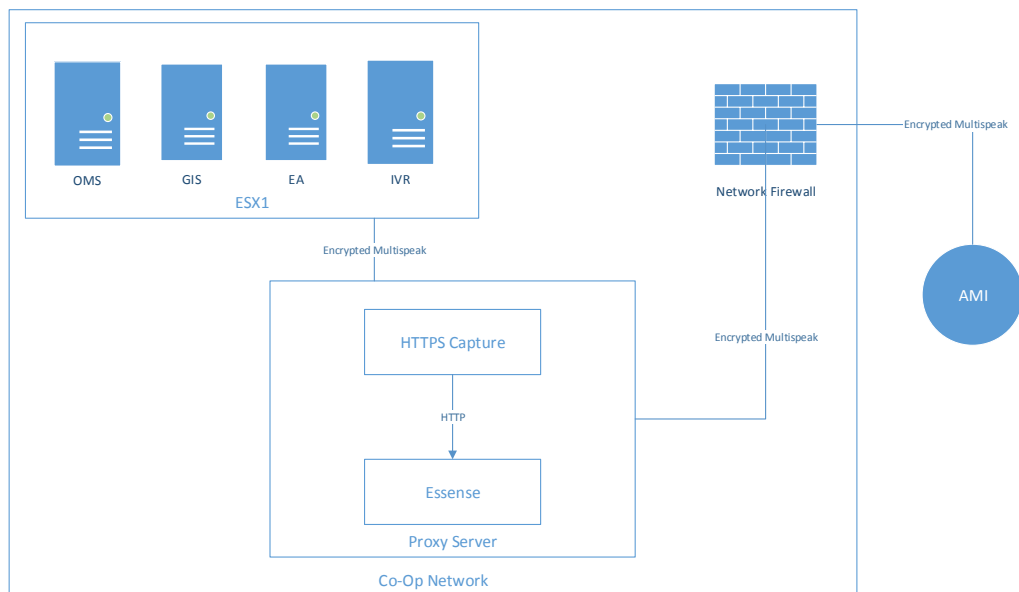 OMS
GIS
EA
IVR
ESX1
Encrypted Multispeak
Network Firewall
Encrypted Multispeak
AMI
HTTPS Capture
HTTP
Essense
Proxy Server
Encrypted Multispeak
Co-Op Network